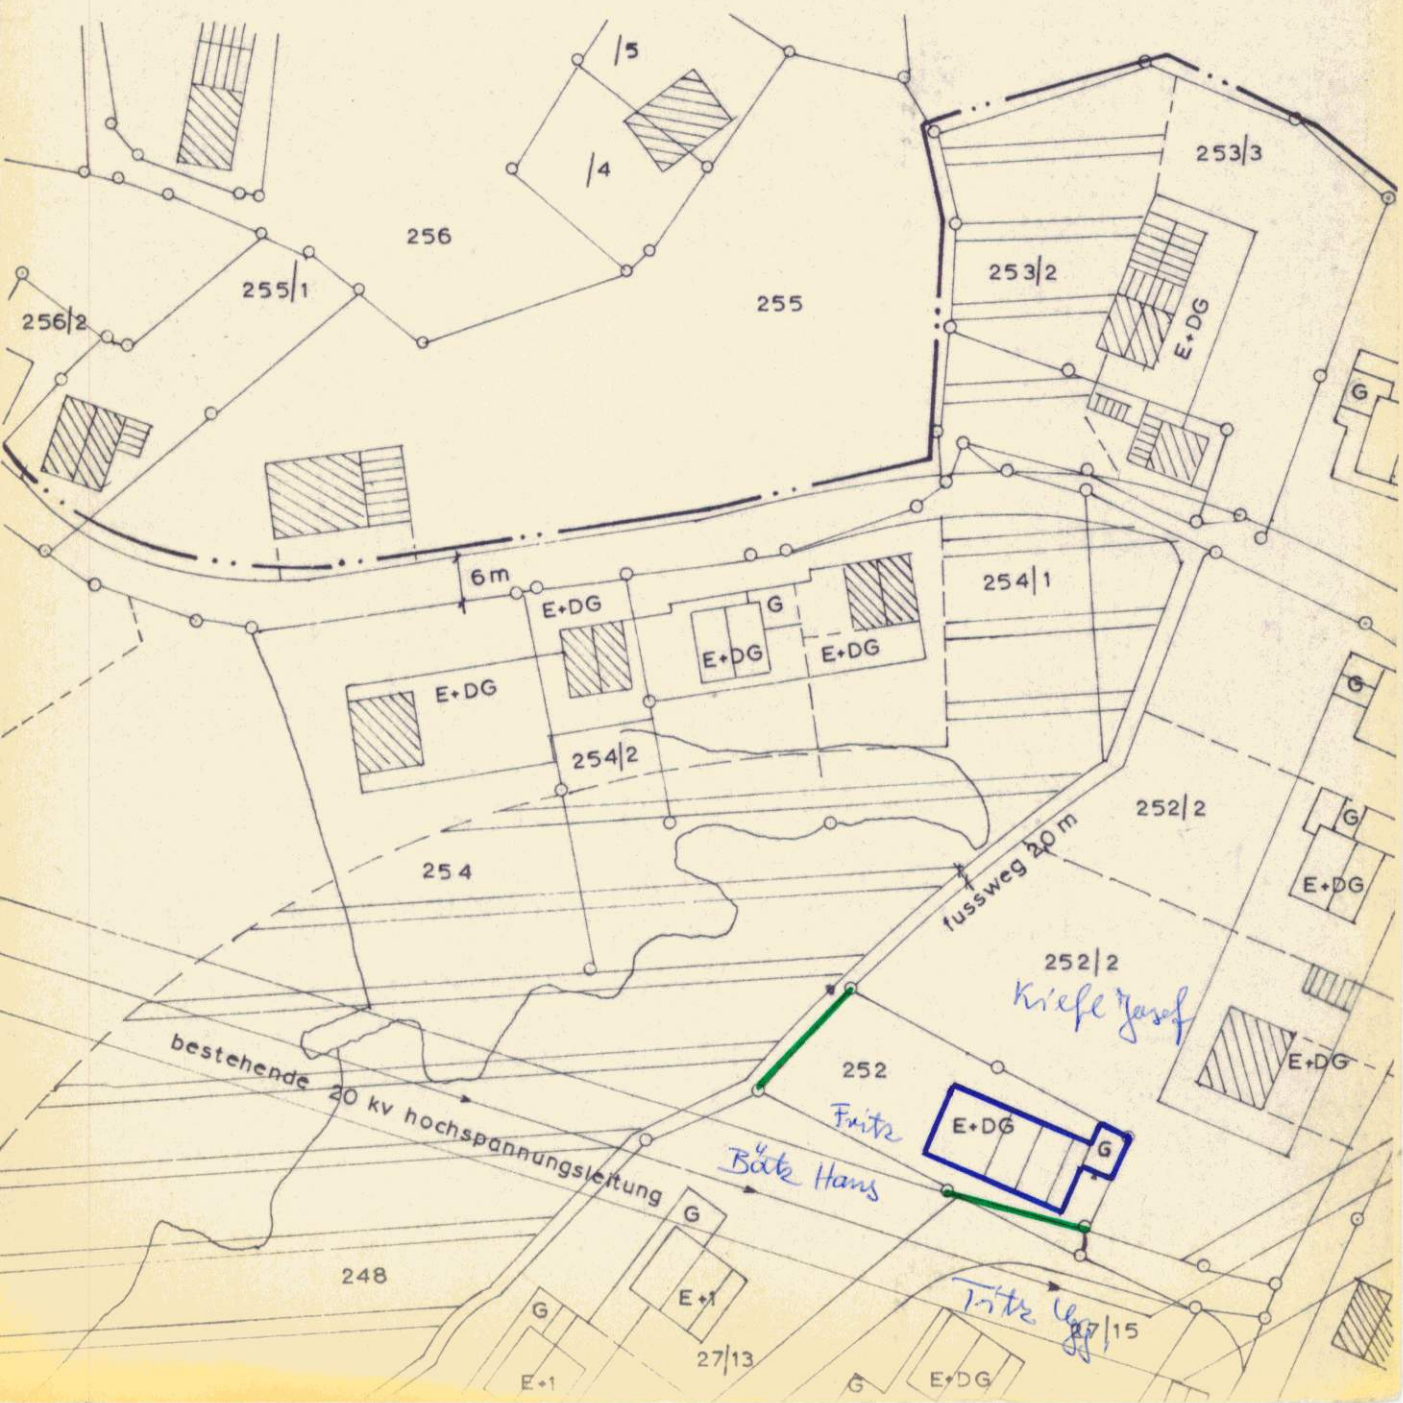 /5
/4
253/3
256
253/2
255/1
255
256/2
E+DG
G
6m
254/1
E+DG
G
E+DG
E+DG
E+DG
G
254/2
252/2
G
fussweg 2,0 m
254
E+DG
252/2
Kiefl Josef
bestehende 20 kv hochspannungsleitung
252
E+DG
Fritz
E+DG
G
Bätz Hans
G
248
E+1
G
27/15
27/13
E+1
G
E+DG